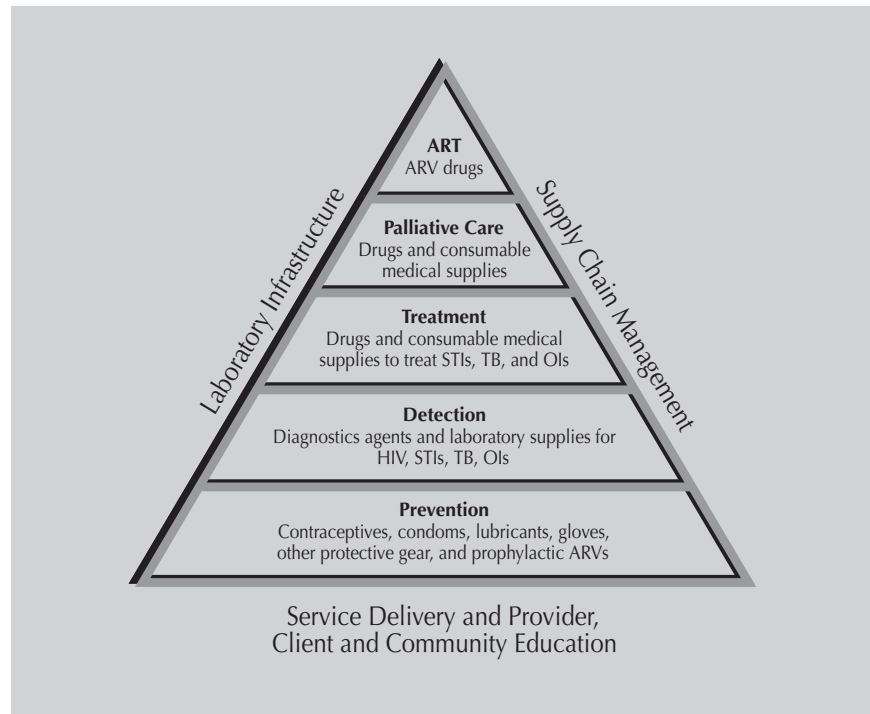 ART
ARV drugs
Palliative Care
Drugs and consumable
medical supplies
Treatment
Drugs and consumable medical
supplies to treat STIs, TB, and OIs
Detection
Diagnostics agents and laboratory supplies for
HIV, STIs, TB, OIs
Prevention
Contraceptives, condoms, lubricants, gloves,
other protective gear, and prophylactic ARVs
Laboratory Infrastructure
Supply Chain Management
Service Delivery and Provider,
Client and Community Education